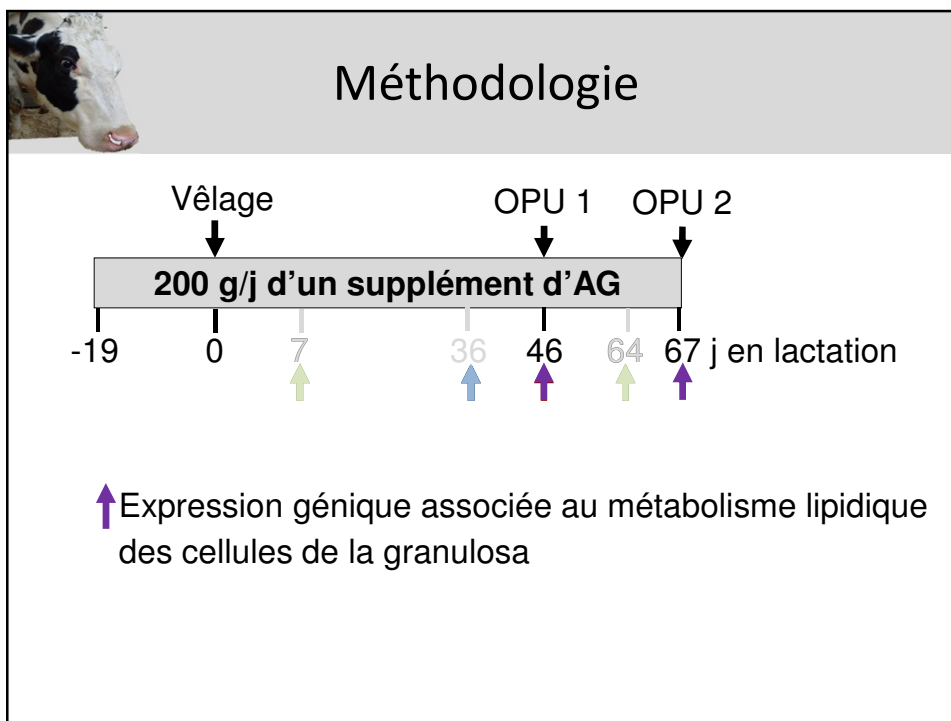 Méthodologie
Vêlage OPU 1 OPU 2
200 g/j d’un supplément d’AG
-19 0 7 36 46 64 67 j en lactation
Expression génique associée au métabolisme lipidique
des cellules de la granulosa